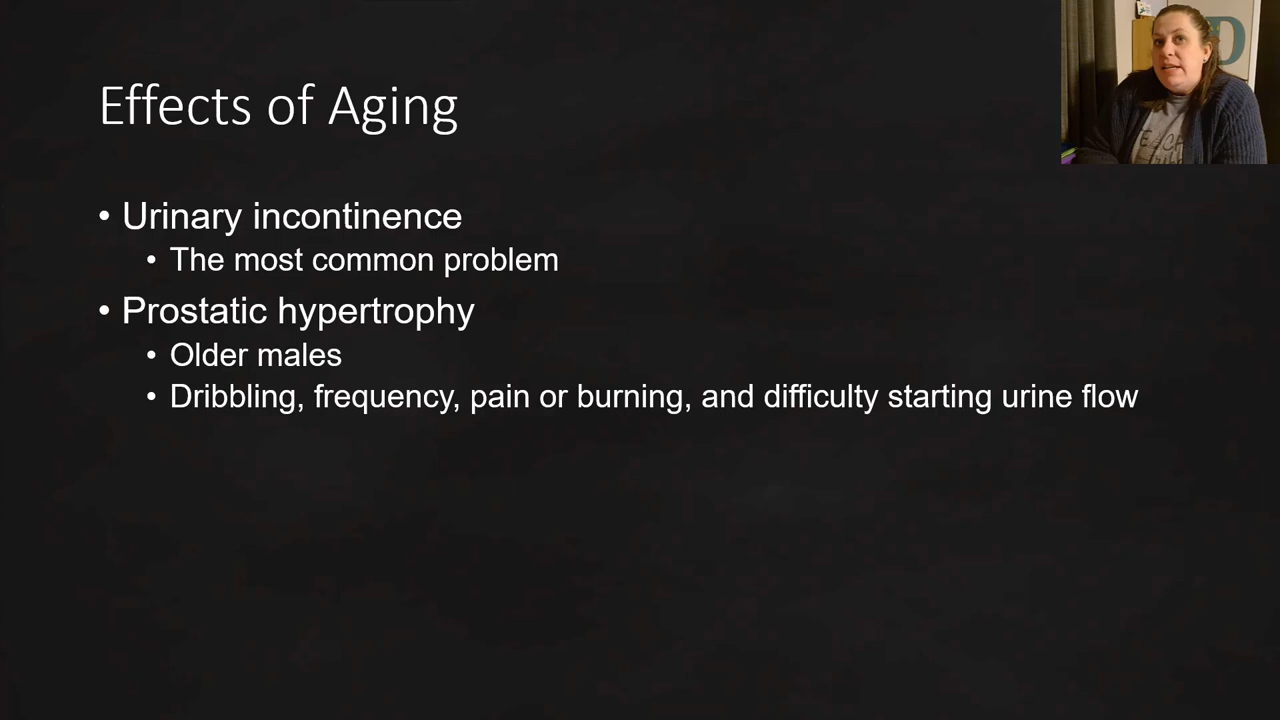 Effects of Aging
• Urinary incontinence
• The most common problem
• Prostatic hypertrophy
• Older males
• Dribbling, frequency, pain or burning, and difficulty starting urine flow
D